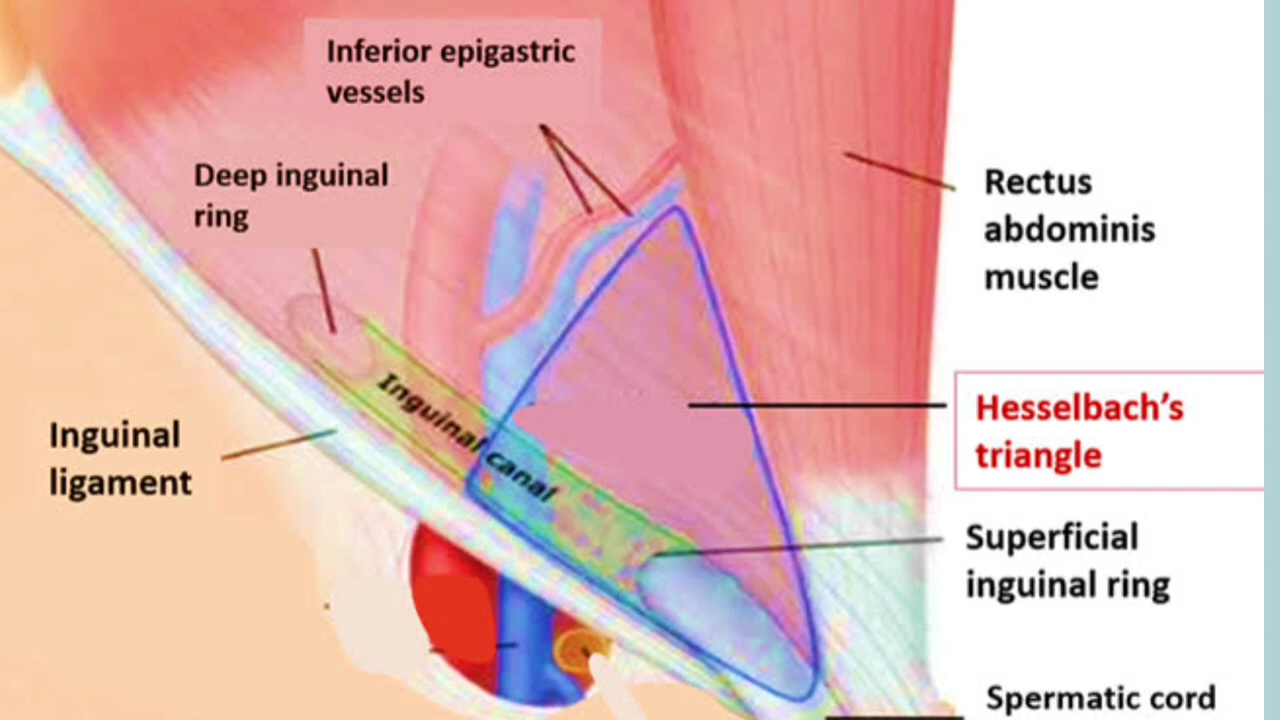 Inferior epigastric
vessels
Deep inguinal
ring
Rectus
abdominis
muscle
Inguinal canal
Hesselbach’s
triangle
Inguinal
ligament
Superficial
inguinal ring
Spermatic cord